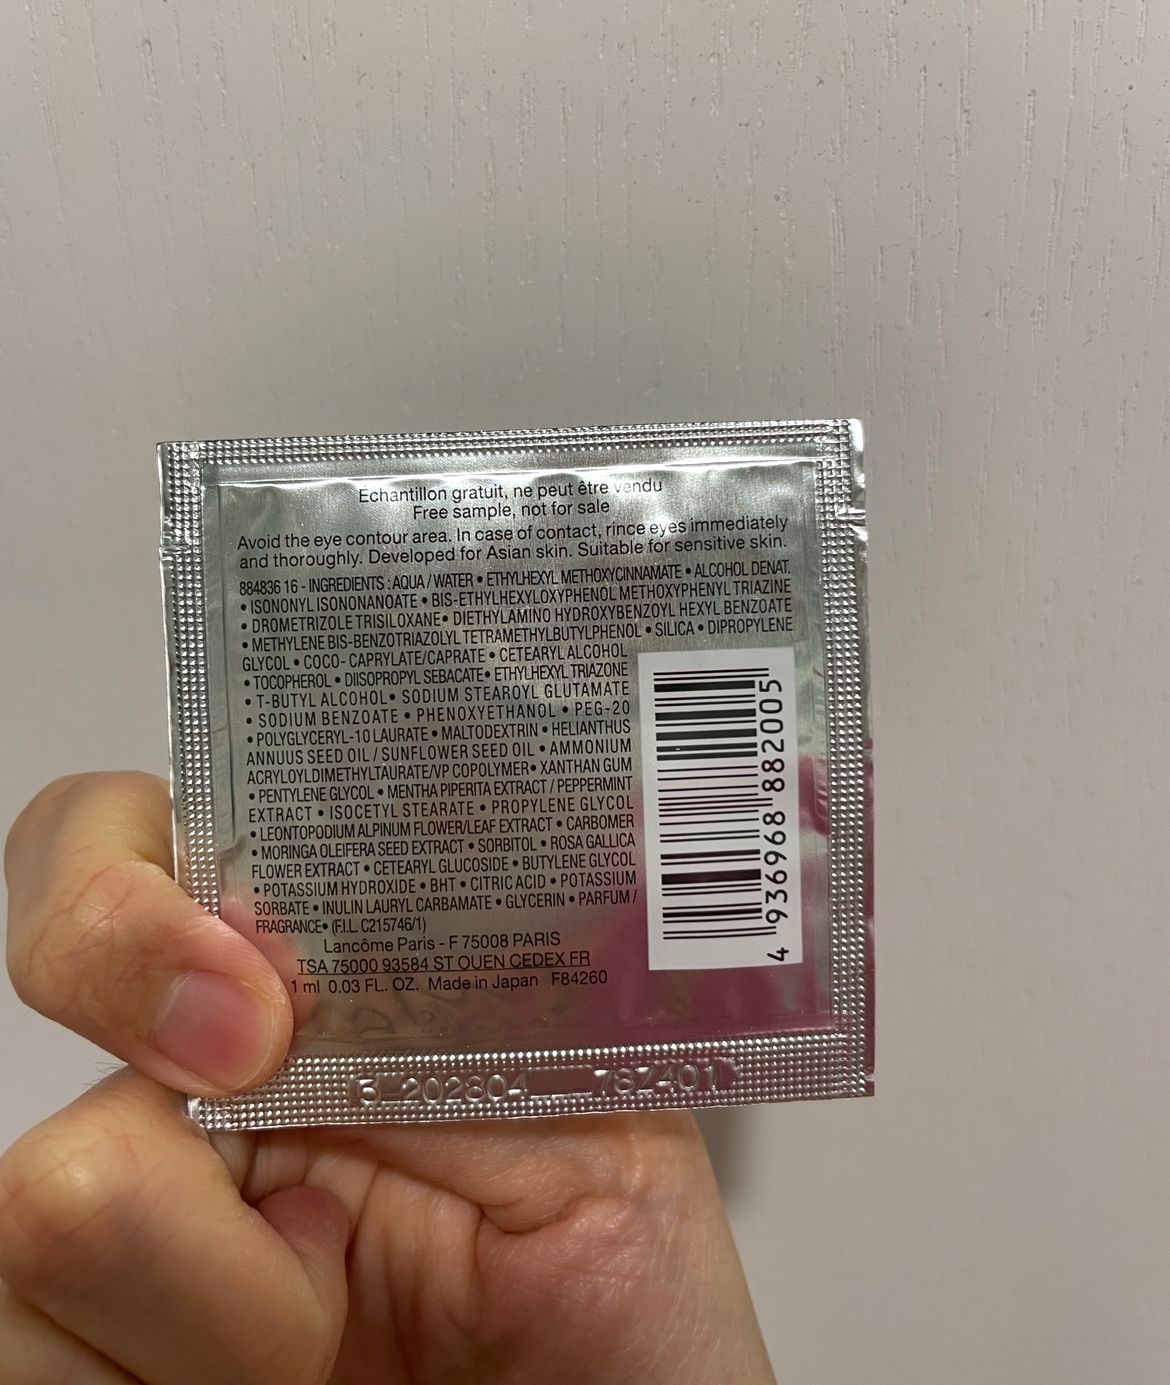 Échantillon gratuit, ne peut être vendu
Free sample, not for sale
Avoid the eye contour area. In case of contact, rince eyes immediately
and thoroughly. Developed for Asian skin. Suitable for sensitive skin.
884836 16 - INGREDIENTS : AQUA / WATER • ETHYLHEXYL METHOXYCINNAMATE • ALCOHOL DENAT.
• ISONONYL ISONONANOATE • BIS-ETHYLHEXYLOXYPHENOL METHOXYPHENYL TRIAZINE
• DROMETRIZOLE TRISILOXANE • DIETHYLAMINO HYDROXYBENZOYL HEXYL BENZOATE
• METHYLENE BIS-BENZOTRIAZOLYL TETRAMETHYLBUTYLPHENOL • SILICA • DIPROPYLENE
GLYCOL • COCO-CAPRYLATE/CAPRATE • CETEARYL ALCOHOL
• TOCOPHEROL • DIISOPROPYL SEBACATE • ETHYLHEXYL TRIAZONE
• T-BUTYL ALCOHOL • SODIUM STEAROYL GLUTAMATE
• SODIUM BENZOATE • PHENOXYETHANOL • PEG-20
• POLYGLYCERYL-10 LAURATE • MALTODEXTRIN • HELIANTHUS
ANNUUS SEED OIL / SUNFLOWER SEED OIL • AMMONIUM
ACRYLOYLDIMETHYLTAURATE/VP COPOLYMER • XANTHAN GUM
• PENTYLENE GLYCOL • MENTHA PIPERITA EXTRACT / PEPPERMINT
EXTRACT • ISOCETYL STEARATE • PROPYLENE GLYCOL
• LEONTOPODIUM ALPINUM FLOWER/LEAF EXTRACT • CARBOMER
• MORINGA OLEIFERA SEED EXTRACT • SORBITOL • ROSA GALLICA
FLOWER EXTRACT • CETEARYL GLUCOSIDE • BUTYLENE GLYCOL
• POTASSIUM HYDROXIDE • BHT • CITRIC ACID • POTASSIUM
SORBATE • INULIN LAURYL CARBAMATE • GLYCERIN • PARFUM /
FRAGRANCE • (F.I.L. C215746/1)
Lancôme Paris - F 75008 PARIS
TSA 75000 93584 ST OUEN CEDEX FR
1 ml 0.03 FL. OZ. Made in Japan F84260
4 936968 882005
3 202804 78Z401